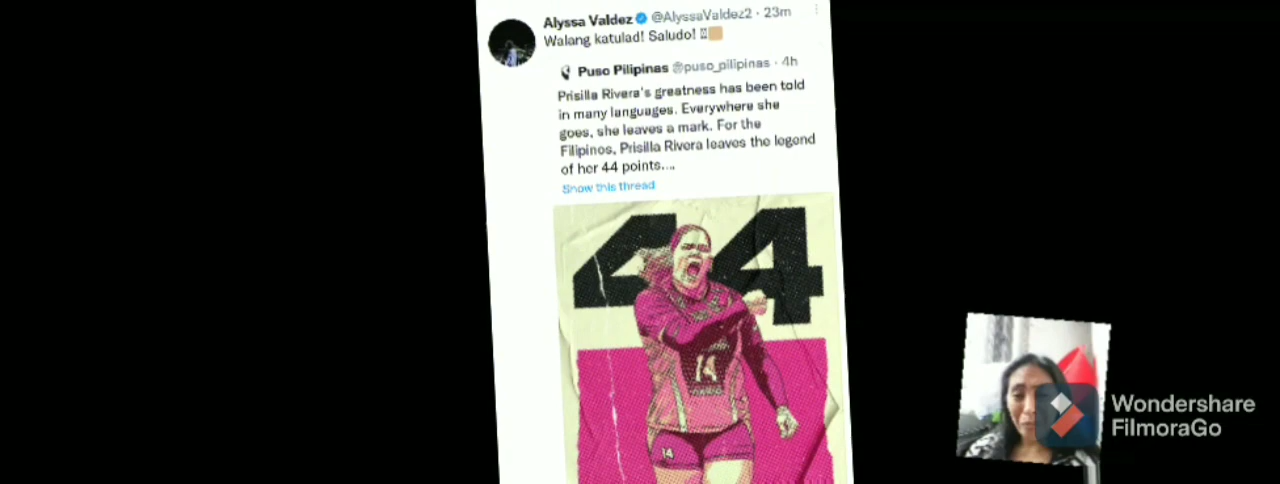 Alyssa Valdez @AlyssaValdez2 · 23m
Walang katulad! Saludo!
Puso Pilipinas @puso_pilipinas · 4h
Prisilla Rivera's greatness has been told
in many languages. Everywhere she
goes, she leaves a mark. For the
Filipinos, Prisilla Rivera leaves the legend
of her 44 points....
Show this thread
44
14
14
Wondershare
FilmoraGo